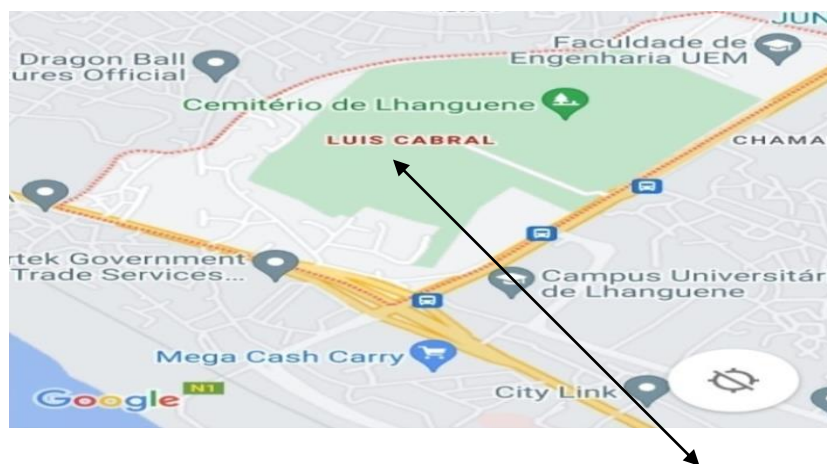 JUN
Dragon Ball
ures Official
Faculdade de
Engenharia UEM
Cemitério de Lhanguene
LUIS CABRAL
CHAMA
rtek Government
Trade Services...
Campus Universitár
de Lhanguene
Mega Cash Carry
City Link
Google
N1